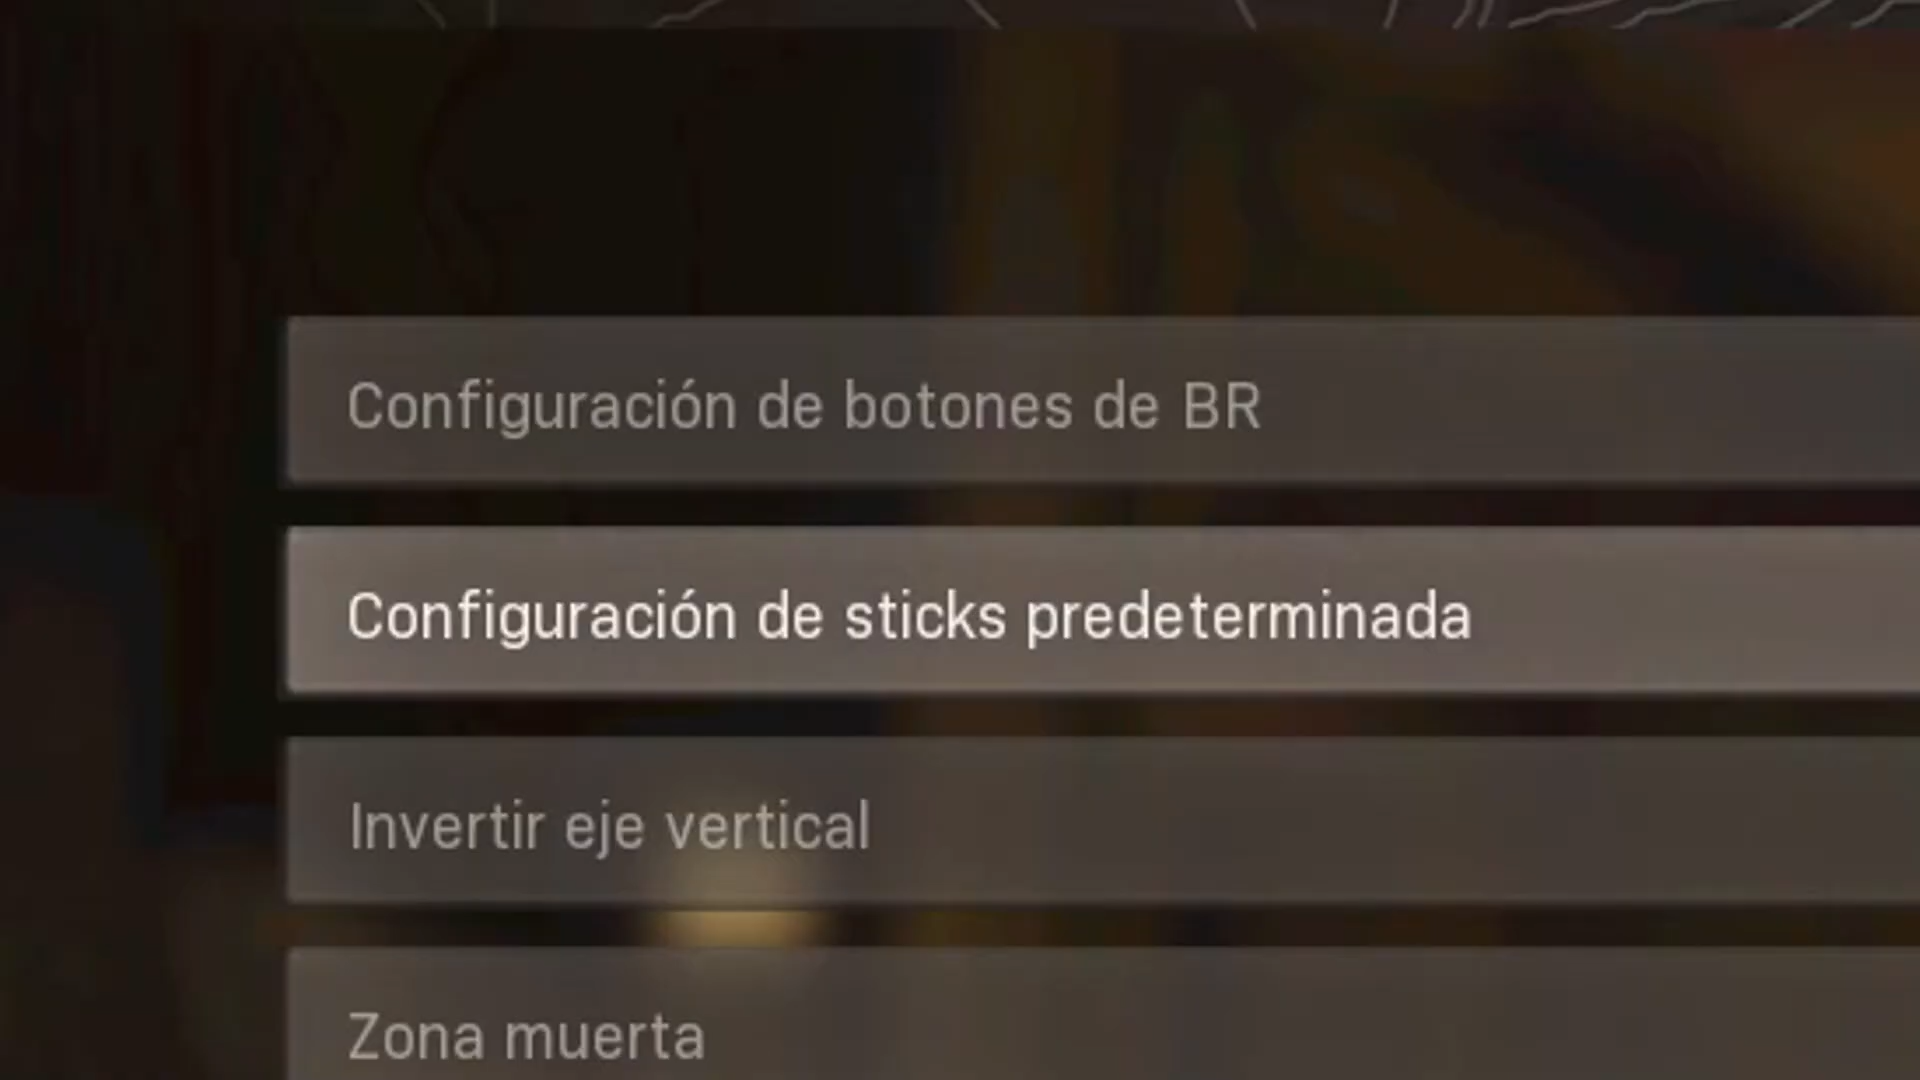 Configuración de botones de BR
Configuración de sticks predeterminada
Invertir eje vertical
Zona muerta